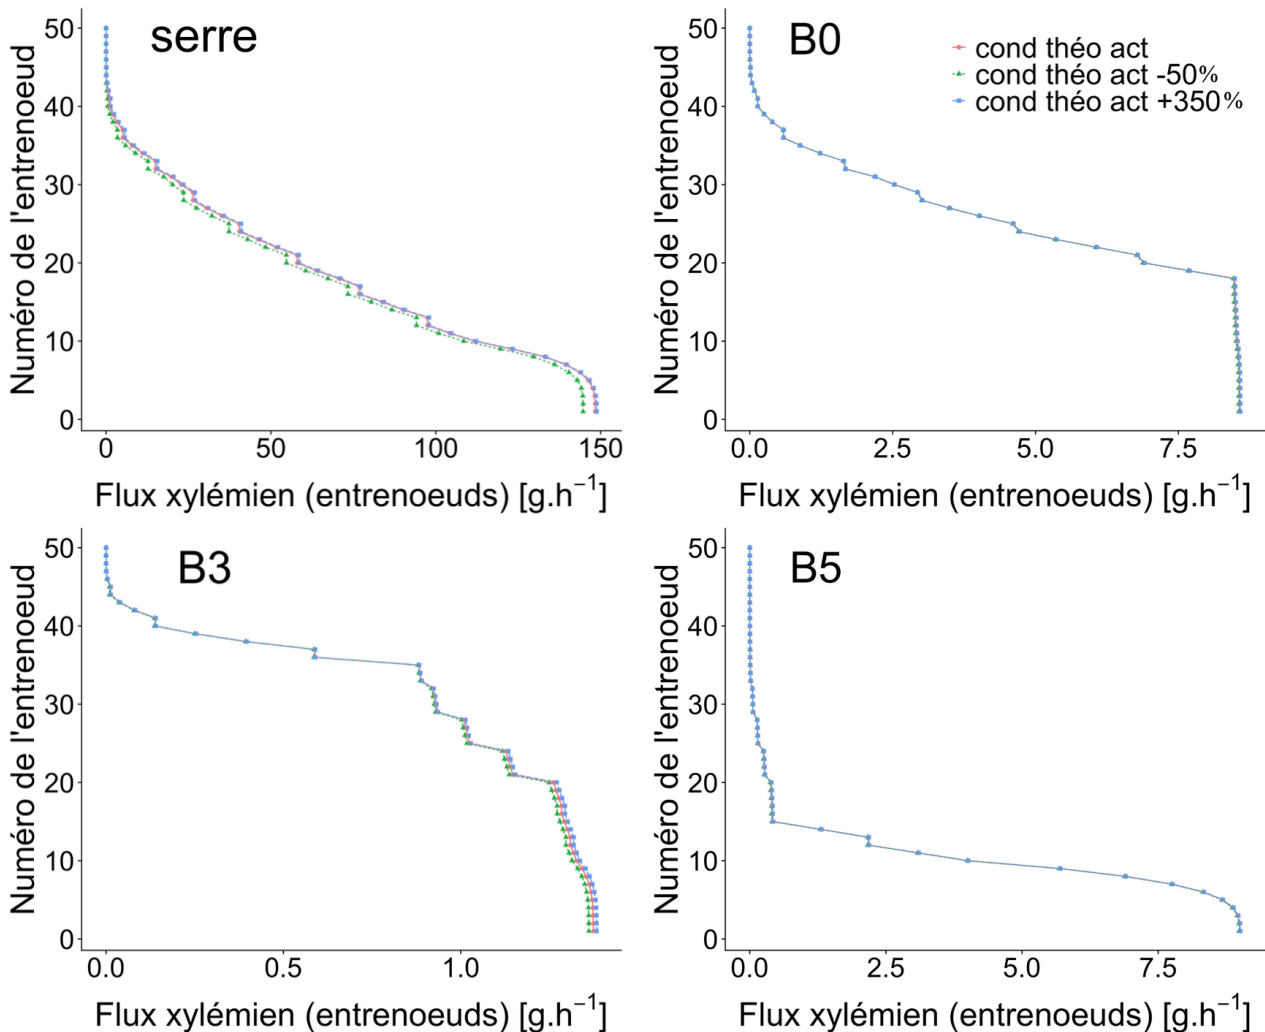 serre
50
40
30
20
10
0
Numéro de l'entrenoeud
0
50
100
150
Flux xylémien (entrenoeuds) [g.h⁻¹]
B0
cond théo act
cond théo act -50%
cond théo act +350%
50
40
30
20
10
0
Numéro de l'entrenoeud
0.0
2.5
5.0
7.5
Flux xylémien (entrenoeuds) [g.h⁻¹]
B3
50
40
30
20
10
0
Numéro de l'entrenoeud
0.0
0.5
1.0
Flux xylémien (entrenoeuds) [g.h⁻¹]
B5
50
40
30
20
10
0
Numéro de l'entrenoeud
0.0
2.5
5.0
7.5
Flux xylémien (entrenoeuds) [g.h⁻¹]